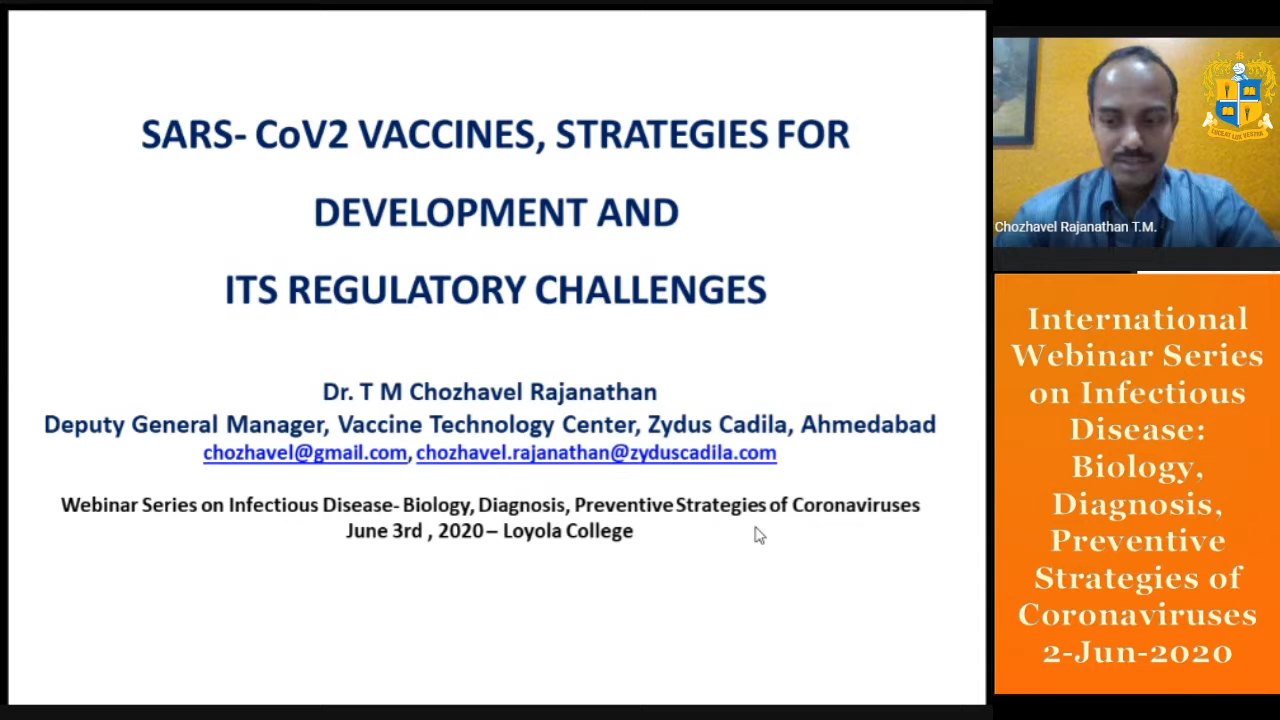 SARS- CoV2 VACCINES, STRATEGIES FOR
DEVELOPMENT AND
ITS REGULATORY CHALLENGES
Dr. T M Chozhavel Rajanathan
Deputy General Manager, Vaccine Technology Center, Zydus Cadila, Ahmedabad
chozhavel@gmail.com, chozhavel.rajanathan@zyduscadila.com
Webinar Series on Infectious Disease- Biology, Diagnosis, Preventive Strategies of Coronaviruses
June 3rd , 2020 – Loyola College
Chozhavel Rajanathan T.M.
LUCEAT LUX VESTRA
International
Webinar Series
on Infectious
Disease:
Biology,
Diagnosis,
Preventive
Strategies of
Coronaviruses
2-Jun-2020